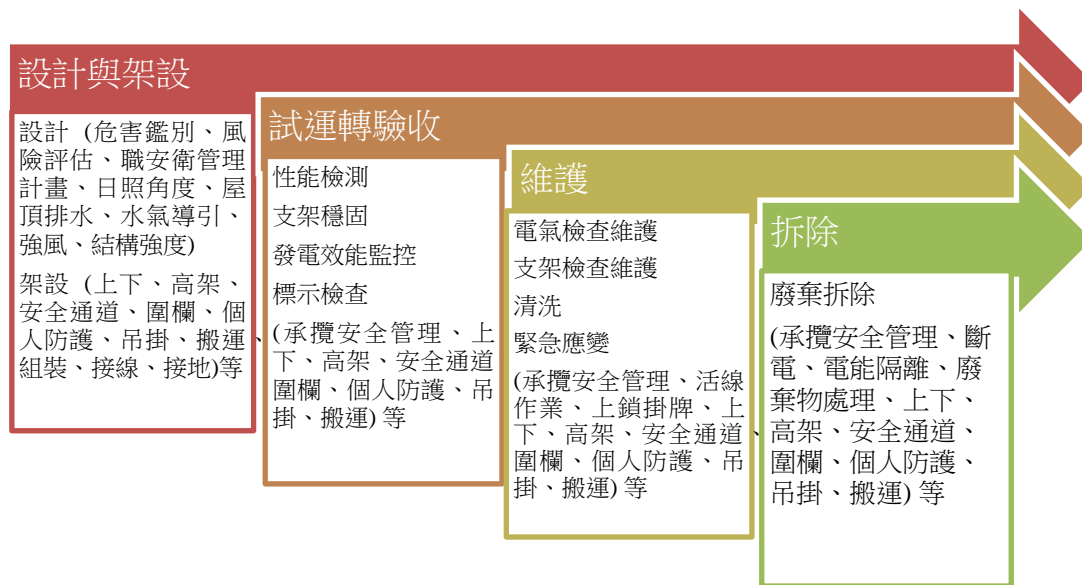 設計與架設
設計 (危害鑑別、風
險評估、職安衛管理
計畫、日照角度、屋
頂排水、水氣導引、
強風、結構強度)
架設 (上下、高架、
安全通道、圍欄、個
人防護、吊掛、搬運、
組裝、接線、接地)等
試運轉驗收
性能檢測
支架穩固
發電效能監控
標示檢查
(承攬安全管理、上
下、高架、安全通道
圍欄、個人防護、吊
掛、搬運) 等
維護
電氣檢查維護
支架檢查維護
清洗
緊急應變
(承攬安全管理、活線
作業、上鎖掛牌、上
下、高架、安全通道、
圍欄、個人防護、吊
掛、搬運) 等
拆除
廢棄拆除
(承攬安全管理、斷
電、電能隔離、廢
棄物處理、上下、
高架、安全通道、
圍欄、個人防護、
吊掛、搬運) 等